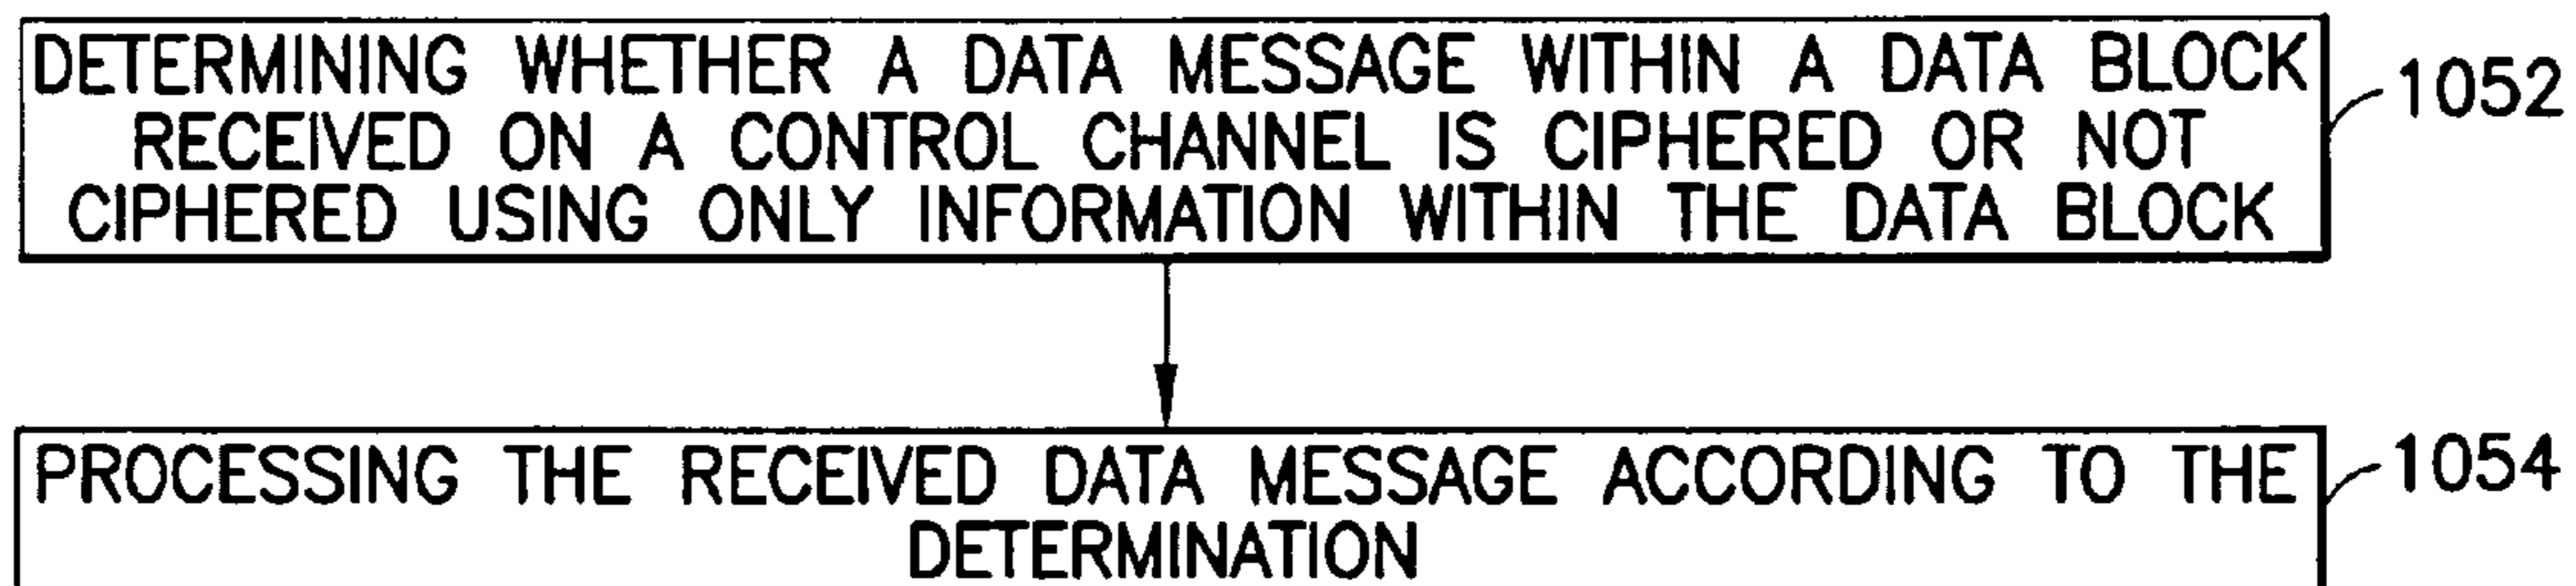 DETERMINING WHETHER A DATA MESSAGE WITHIN A DATA BLOCK
1052
RECEIVED ON A CONTROL CHANNEL IS CIPHERED OR NOT
CIPHERED USING ONLY INFORMATION WITHIN THE DATA BLOCK
PROCESSING THE RECEIVED DATA MESSAGE ACCORDING TO THE
1054
DETERMINATION